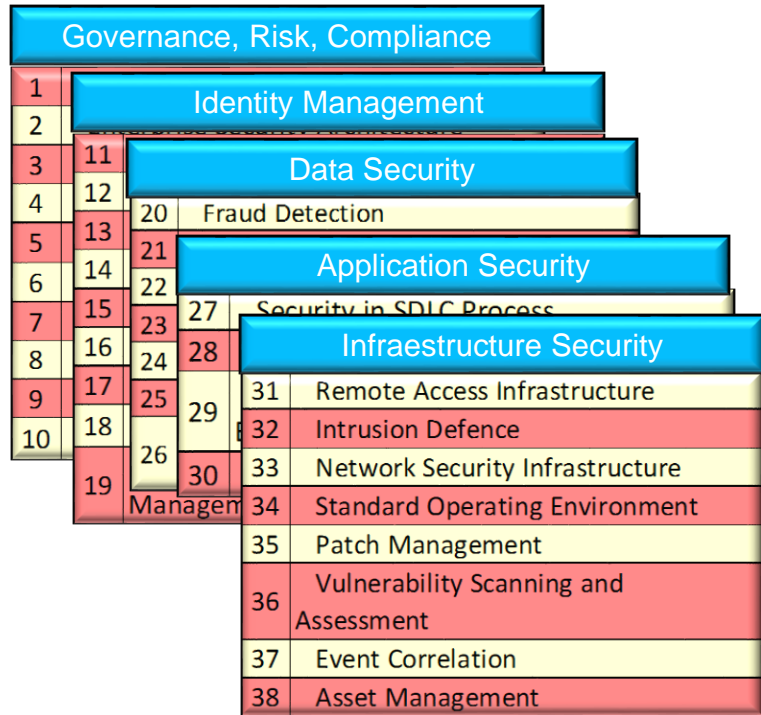 Governance, Risk, Compliance
1
2
3
4
5
6
7
8
9
10
Identity Management
11
12
13
14
15
16
17
18
19
Managem
Data Security
20 Fraud Detection
21
22
23
24
25
26
Application Security
27 Security in SDLC Process
28
29
30
Infraestructure Security
31 Remote Access Infrastructure
32 Intrusion Defence
33 Network Security Infrastructure
34 Standard Operating Environment
35 Patch Management
36 Vulnerability Scanning and
Assessment
37 Event Correlation
38 Asset Management